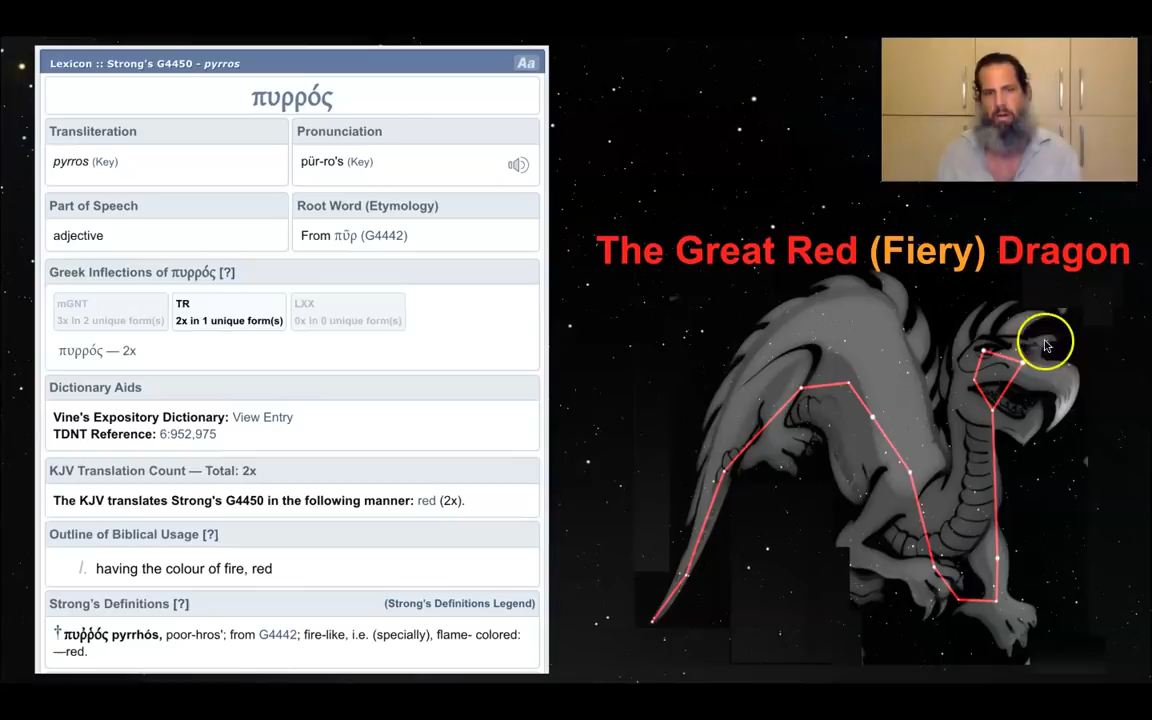 Lexicon :: Strong's G4450 - pyrros
Aa
πυρρός
Transliteration
Pronunciation
pyrros (Key)
pür-ro's (Key)
Part of Speech
Root Word (Etymology)
adjective
From πῦρ (G4442)
Greek Inflections of πυρρός [?]
mGNT
3x in 2 unique form(s)
TR
2x in 1 unique form(s)
LXX
0x in 0 unique form(s)
πυρρός — 2x
Dictionary Aids
Vine's Expository Dictionary: View Entry
TDNT Reference: 6:952,975
KJV Translation Count — Total: 2x
The KJV translates Strong's G4450 in the following manner: red (2x).
Outline of Biblical Usage [?]
I. having the colour of fire, red
Strong's Definitions [?]
(Strong's Definitions Legend)
†πυῤῥός pyrrhós, poor-hros'; from G4442; fire-like, i.e. (specially), flame- colored:
—red.
The Great Red (Fiery) Dragon